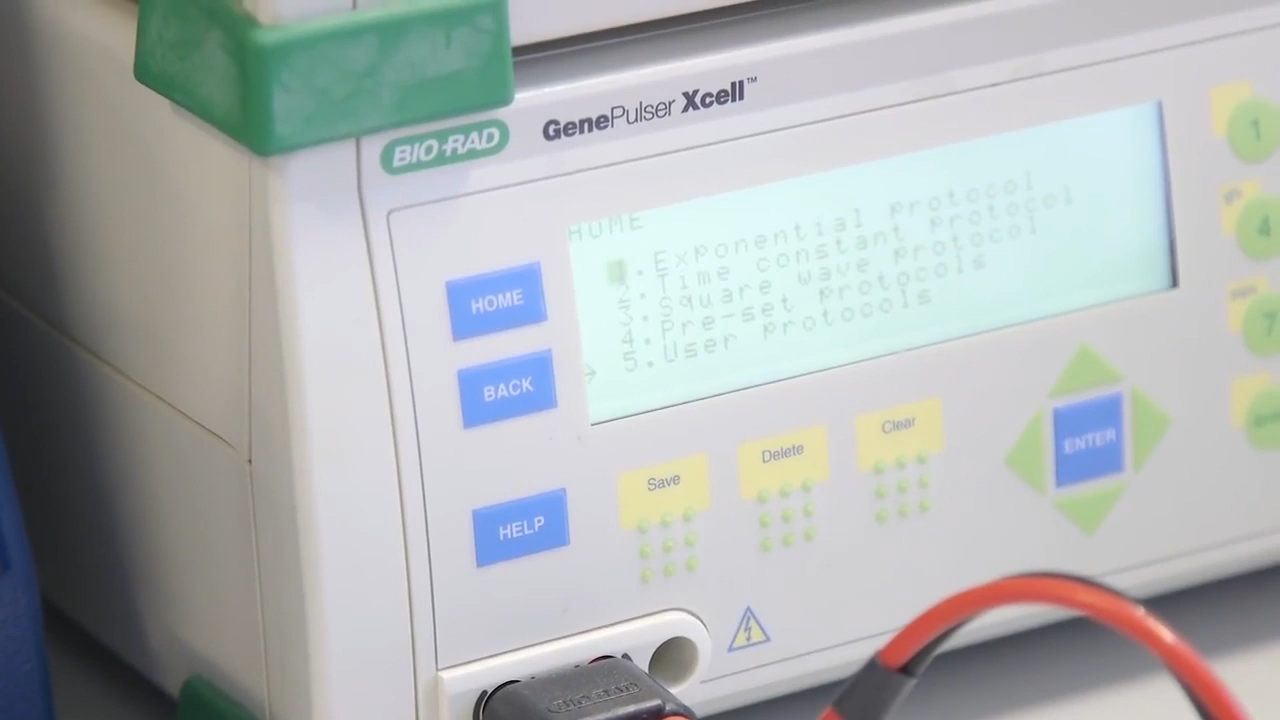 BIO-RAD
GenePulser Xcell™
HOME
1.Exponential protocol
2.Time constant protocol
3.Square wave protocol
4.Pre-set protocols
5.User protocols
HOME
BACK
HELP
Save
Delete
Clear
ENTER
1
4
7
BIO-RAD